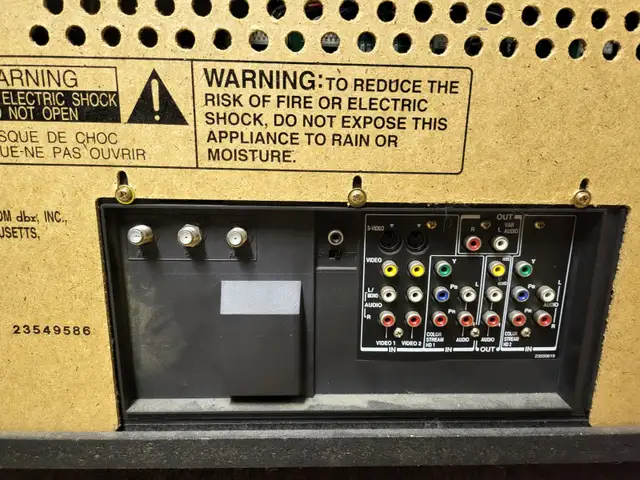 ARNING
ELECTRIC SHOCK
O NOT OPEN
SQUE DE CHOC
QUE-NE PAS OUVRIR
WARNING: TO REDUCE THE
RISK OF FIRE OR ELECTRIC
SHOCK, DO NOT EXPOSE THIS
APPLIANCE TO RAIN OR
MOISTURE.
OM dbx, INC.,
USETTS.
23549586
OUT
S-VIDEO
R L VAR AUDIO
VIDEO
Y
Y
L/
MONO
PB
L
PB
L
AUDIO
R
PR
R
PR
R
VIDEO 1 VIDEO 2
COLOR
STREAM
HD 1
AUDIO
AUDIO
COLOR
STREAM
HD 2
AUDIO
IN
IN
OUT
IN